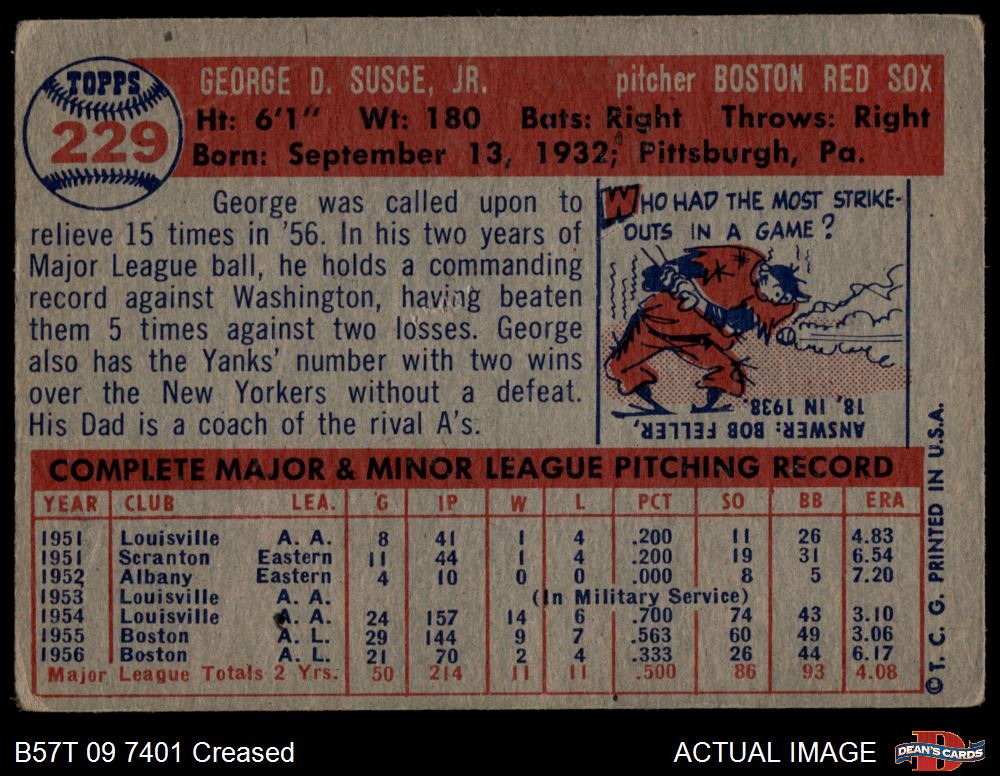 TOPPS
229
GEORGE D. SUSCE, JR. pitcher BOSTON RED SOX
Ht: 6'1" Wt: 180 Bats: Right Throws: Right
Born: September 13, 1932; Pittsburgh, Pa.
George was called upon to
relieve 15 times in '56. In his two years of
Major League ball, he holds a commanding
record against Washington, having beaten
them 5 times against two losses. George
also has the Yanks' number with two wins
over the New Yorkers without a defeat.
His Dad is a coach of the rival A's.
WHO HAD THE MOST STRIKE-
OUTS IN A GAME?
ANSWER: BOB FELLER,
18, IN 1938.
COMPLETE MAJOR & MINOR LEAGUE PITCHING RECORD
YEAR CLUB LEA. G IP W L PCT SO BB ERA
1951 Louisville A. A. 8 41 1 4 .200 11 26 4.83
1951 Scranton Eastern 11 44 1 4 .200 19 31 6.54
1952 Albany Eastern 4 10 0 0 .000 8 5 7.20
1953 Louisville A. A. (In Military Service)
1954 Louisville A. A. 24 157 14 6 .700 74 43 3.10
1955 Boston A. L. 29 144 9 7 .563 60 49 3.06
1956 Boston A. L. 21 70 2 4 .333 26 44 6.17
Major League Totals 2 Yrs. 50 214 11 11 .500 86 93 4.08
© T. C. G. PRINTED IN U.S.A.
B57T 09 7401 Creased
ACTUAL IMAGE
D
DEAN'S CARDS